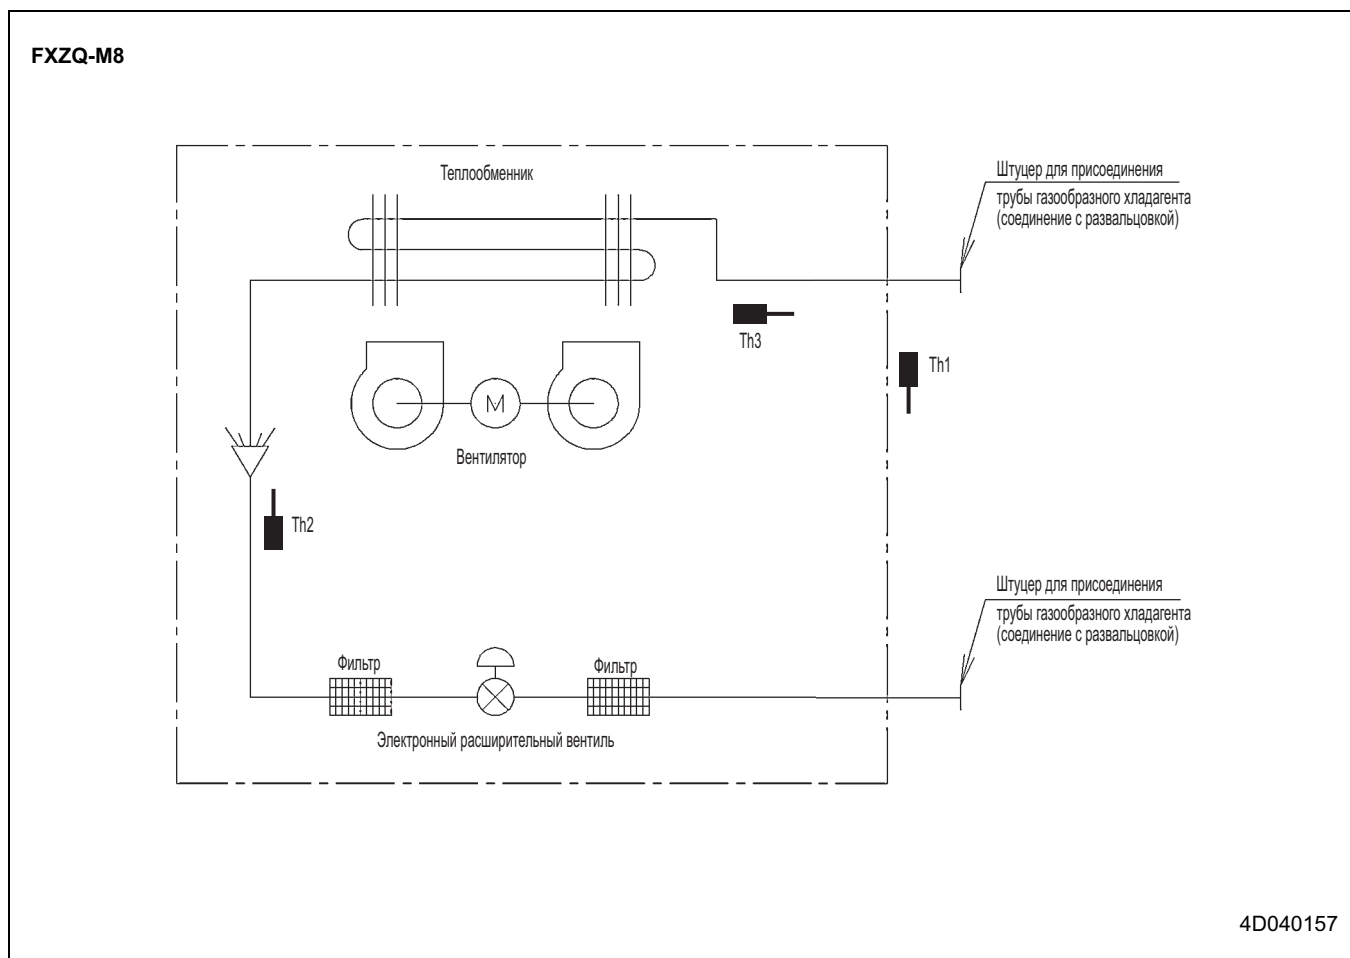 FXZQ-M8
Теплообменник
Штуцер для присоединения
трубы газообразного хладагента
(соединение с развальцовкой)
Th3
Th1
M
Вентилятор
Th2
Штуцер для присоединения
трубы газообразного хладагента
(соединение с развальцовкой)
Фильтр
Фильтр
Электронный расширительный вентиль
4D040157